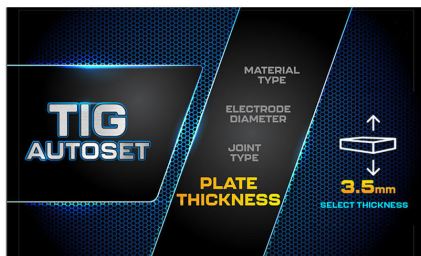 TIG
AUTOSET
MATERIAL
TYPE
ELECTRODE
DIAMETER
JOINT
TYPE
PLATE
THICKNESS
3.5mm
SELECT THICKNESS